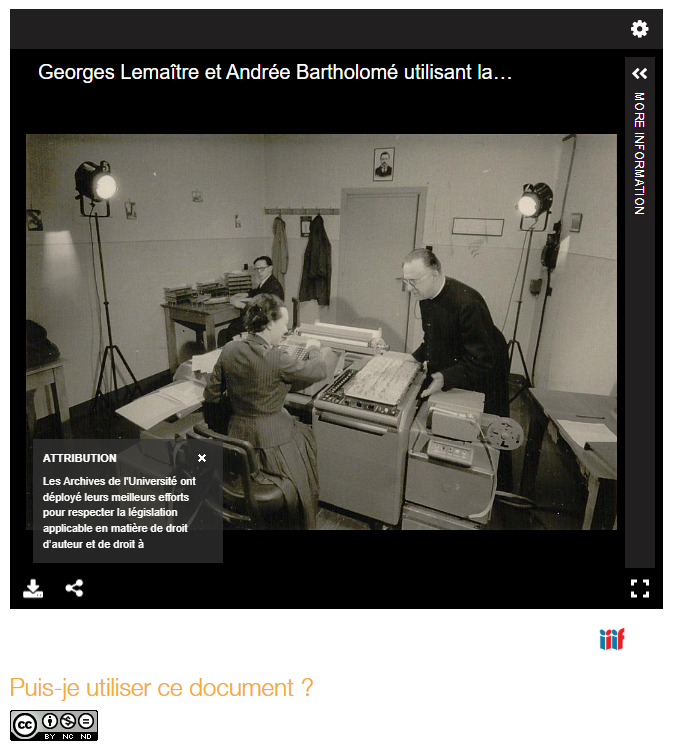 Georges Lemaître et Andrée Bartholomé utilisant la…
MORE INFORMATION
ATTRIBUTION
Les Archives de l'Université ont
déployé leurs meilleurs efforts
pour respecter la législation
applicable en matière de droit
d'auteur et de droit à
iiif
Puis-je utiliser ce document ?
cc
BY NC ND